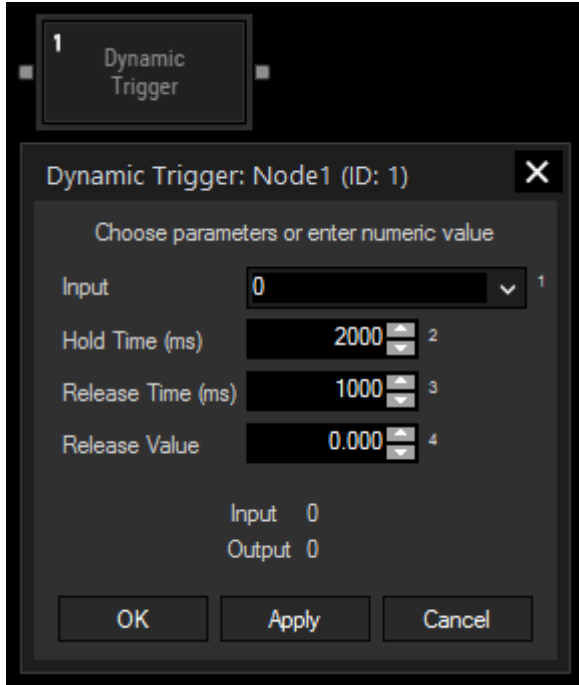 1
Dynamic
Trigger
Dynamic Trigger: Node1 (ID: 1)
Choose parameters or enter numeric value
Input 0 1
Hold Time (ms) 2000 2
Release Time (ms) 1000 3
Release Value 0.000 4
Input 0
Output 0
OK Apply Cancel